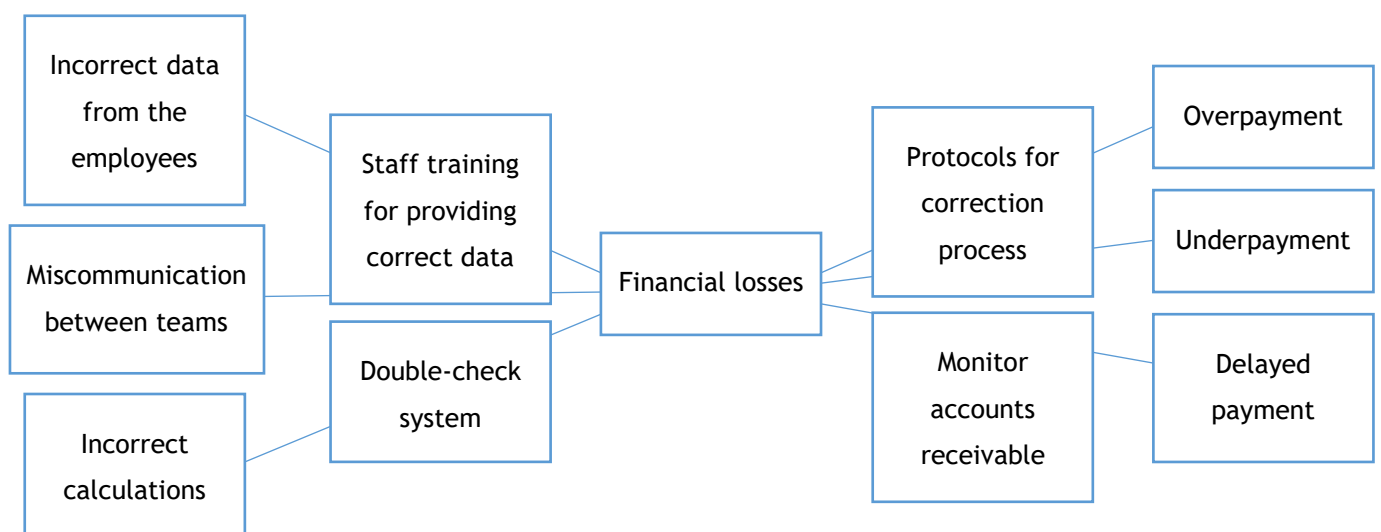 Incorrect data
from the
employees
Miscommunication
between teams
Incorrect
calculations
Staff training
for providing
correct data
Double-check
system
Financial losses
Protocols for
correction
process
Monitor
accounts
receivable
Overpayment
Underpayment
Delayed
payment